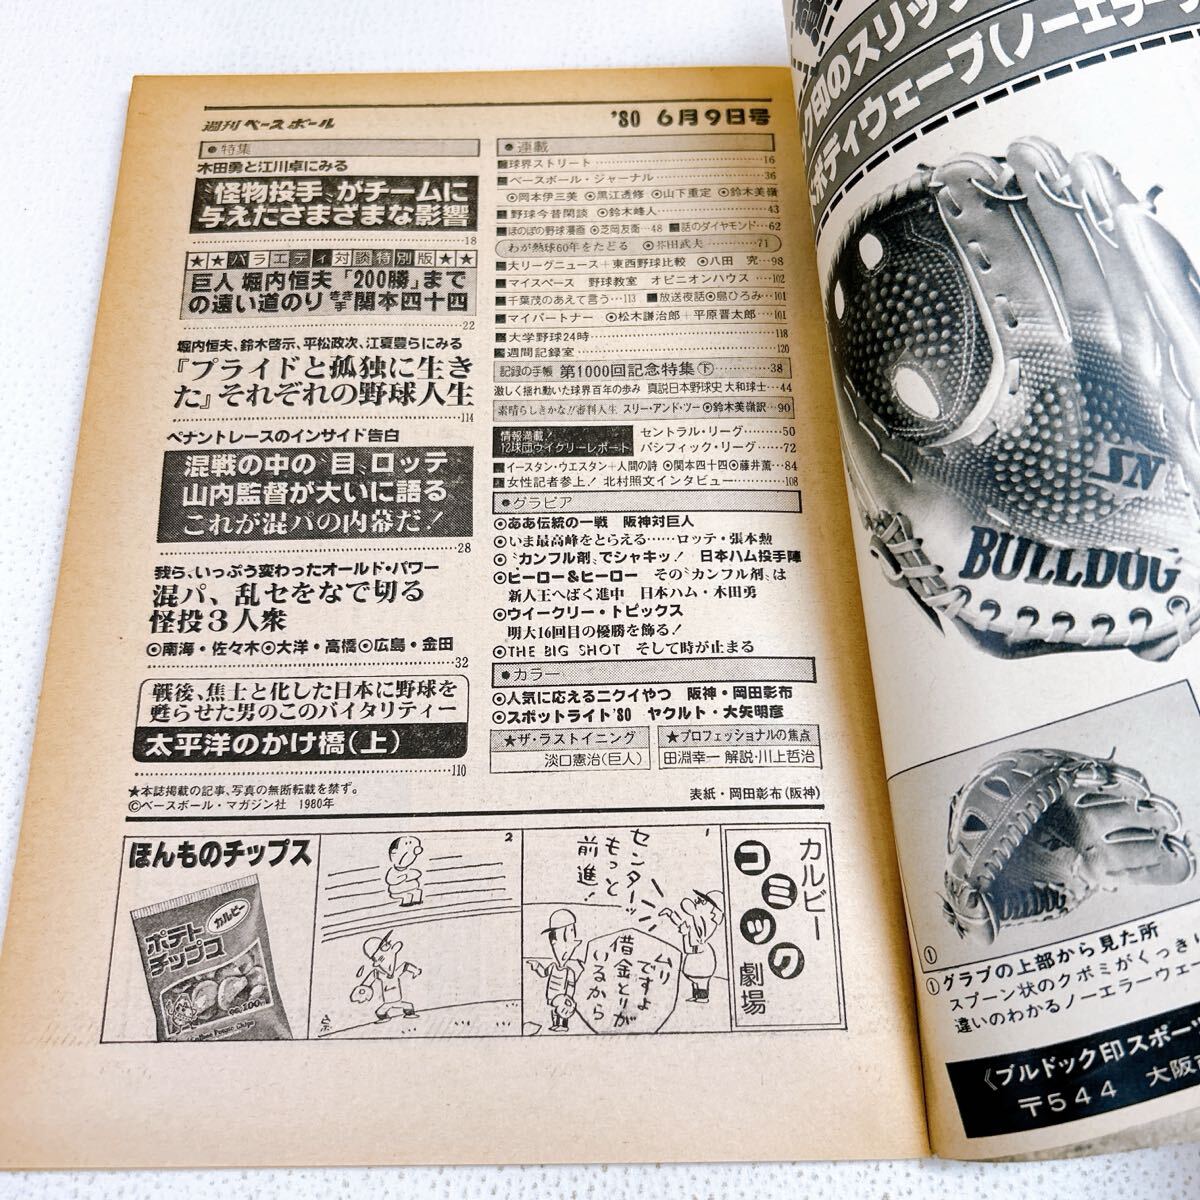 週刊ベースボール
'80 6月9日号
●特集
木田勇と江川卓にみる
〝怪物投手〟がチームに
与えたさまざまな影響
18
★★バラエティ対談特別版★★
巨人 堀内恒夫「200勝」まで
の遠い道のり きき手 関本四十四
22
堀内恒夫、鈴木啓示、平松政次、江夏豊らにみる
『プライドと孤独に生き
た』それぞれの野球人生
114
ペナントレースのインサイド告白
混戦の中の〝目〟ロッテ
山内監督が大いに語る
これが混パの内幕だ!
28
我ら、いっぷう変わったオールド・パワー
混パ、乱セをなで切る
怪投3人衆
◎南海・佐々木◎大洋・高橋◎広島・金田
32
戦後、焦土と化した日本に野球を
甦らせた男のこのバイタリティー
太平洋のかけ橋(上)
110
★本誌掲載の記事、写真の無断転載を禁ず。
©ベースボール・マガジン社 1980年
●連載
■球界ストリート 16
■ベースボール・ジャーナル 36
◎岡本伊三美 ◎黒江透修 ◎山下重定 ◎鈴木美嶺
■野球今昔閑談 ◎鈴木峰人 43
■ほのぼの野球漫画 ◎芝岡友衛…48 ■話のダイヤモンド…62
わが熱球60年をたどる ◎芥田武夫 71
■大リーグニュース+東西野球比較 ◎八田 究 98
■マイスペース 野球教室 オピニオンハウス 102
■千葉茂のあえて言う…113 ■放送夜話◎島ひろみ…101
■マイパートナー ◎松木謙治郎+平原晋太郎 101
■大学野球24時 118
■週間記録室 120
記録の手帳 第1000回記念特集(下) 38
激しく揺れ動いた球界百年の歩み 真説日本野球史 大和球士 44
素晴らしきかな!!審判人生 スリー・アンド・ツー ◎鈴木美嶺訳…90
情報満載!
12球団ウイクリーレポート
セントラル・リーグ 50
パシフィック・リーグ 72
■イースタン・ウエスタン+人間の詩 ◎関本四十四◎藤井薫…84
■女性記者参上! 北村照文インタビュー 108
●グラビア
◎ああ伝統の一戦 阪神対巨人
◎いま最高峰をとらえる……ロッテ・張本勲
◎〝カンフル剤〟でシャキッ! 日本ハム投手陣
◎ヒーロー&ヒーロー その〝カンフル剤〟は
新人王へばく進中 日本ハム・木田勇
◎ウイークリー・トピックス
明大16回目の優勝を飾る!
◎THE BIG SHOT そして時が止まる
●カラー
◎人気に応えるニクイやつ 阪神・岡田彰布
◎スポットライト'80 ヤクルト・大矢明彦
★ザ・ラストイニング
淡口憲治(巨人)
★プロフェッショナルの焦点
田淵幸一 解説・川上哲治
表紙・岡田彰布(阪神)
カルビー
コミック
劇場
1
センターッ
もっと
前進!
ムリ
ですよ
借金とりが
いるから
2
ほんものチップス
カルビー
ポテト
チップス
100
ク印のスリップ
ボディウェーブ(ノーエラー
SN
BULLDOG
①
①グラブの上部から見た所
スプーン状のクボミがくっきり
違いのわかるノーエラーウェー
《ブルドック印スポー
〒544 大阪市